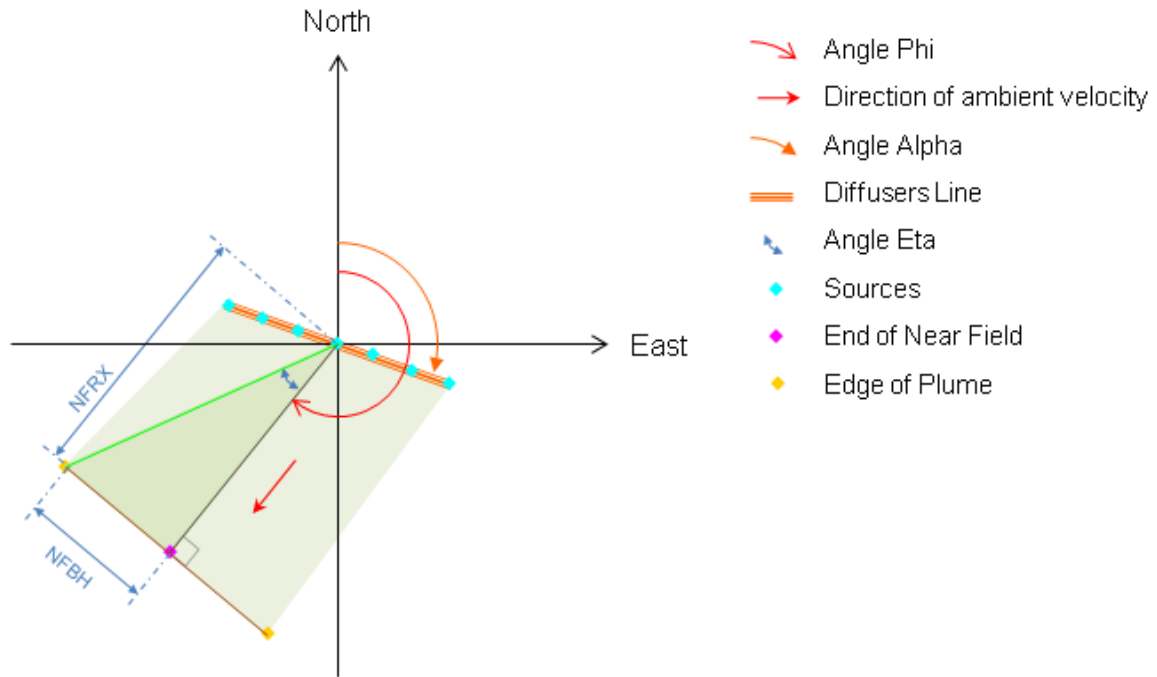 North
East
NFRX
NFBH
Angle Phi
Direction of ambient velocity
Angle Alpha
Diffusers Line
Angle Eta
Sources
End of Near Field
Edge of Plume